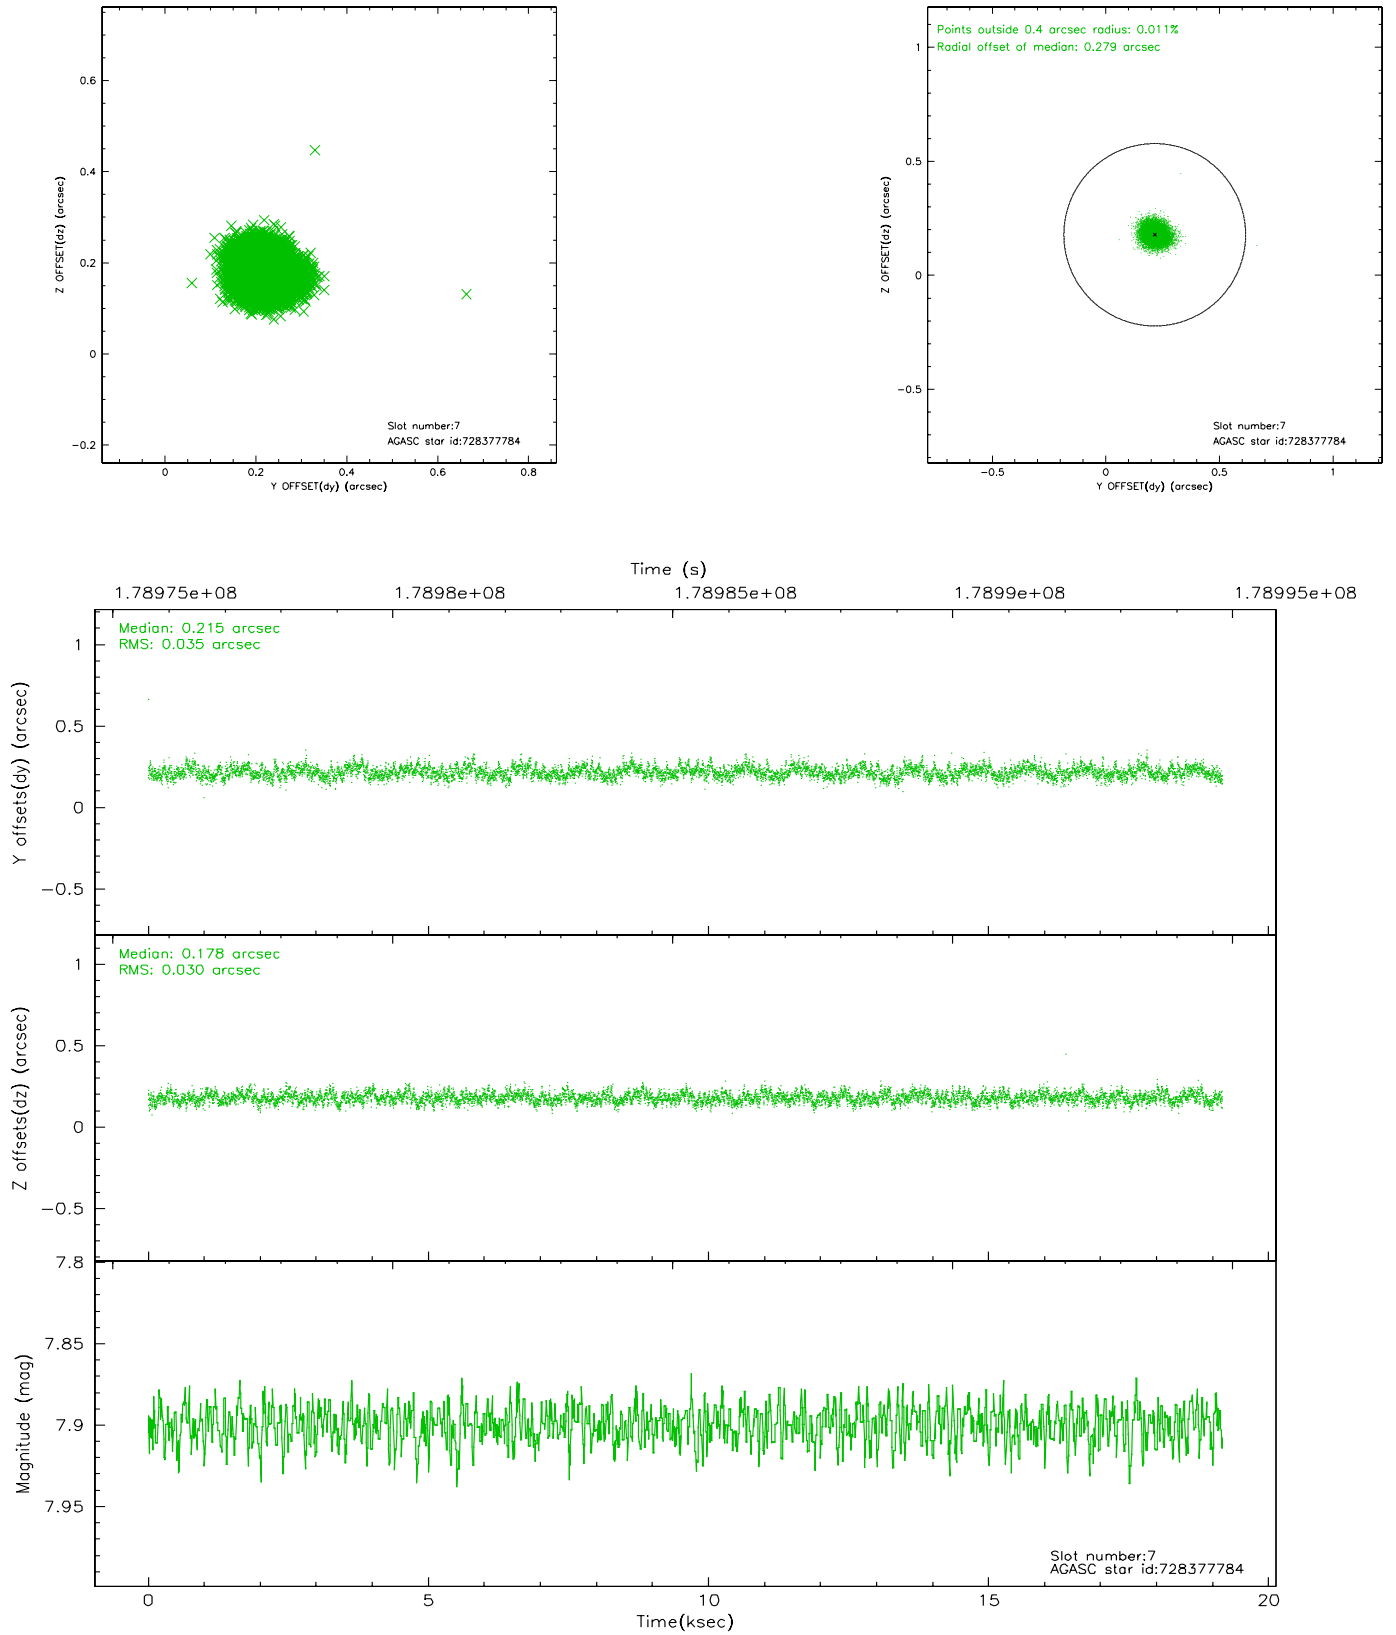 0.6
0.4
0.2
0
−0.2
Z OFFSET(dz) (arcsec)
Slot number:7
AGASC star id:728377784
0 0.2 0.4 0.6 0.8
Y OFFSET(dy) (arcsec)
Points outside 0.4 arcsec radius: 0.011%
Radial offset of median: 0.279 arcsec
1
0.5
0
−0.5
Z OFFSET(dz) (arcsec)
Slot number:7
AGASC star id:728377784
−0.5 0 0.5 1
Y OFFSET(dy) (arcsec)
Time (s)
1.78975e+08 1.7898e+08 1.78985e+08 1.7899e+08 1.78995e+08
Median: 0.215 arcsec
RMS: 0.035 arcsec
1
0.5
0
−0.5
Y offsets(dy) (arcsec)
Median: 0.178 arcsec
RMS: 0.030 arcsec
1
0.5
0
−0.5
Z offsets(dz) (arcsec)
7.8
7.85
7.9
7.95
Magnitude (mag)
Slot number:7
AGASC star id:728377784
0 5 10 15 20
Time(ksec)